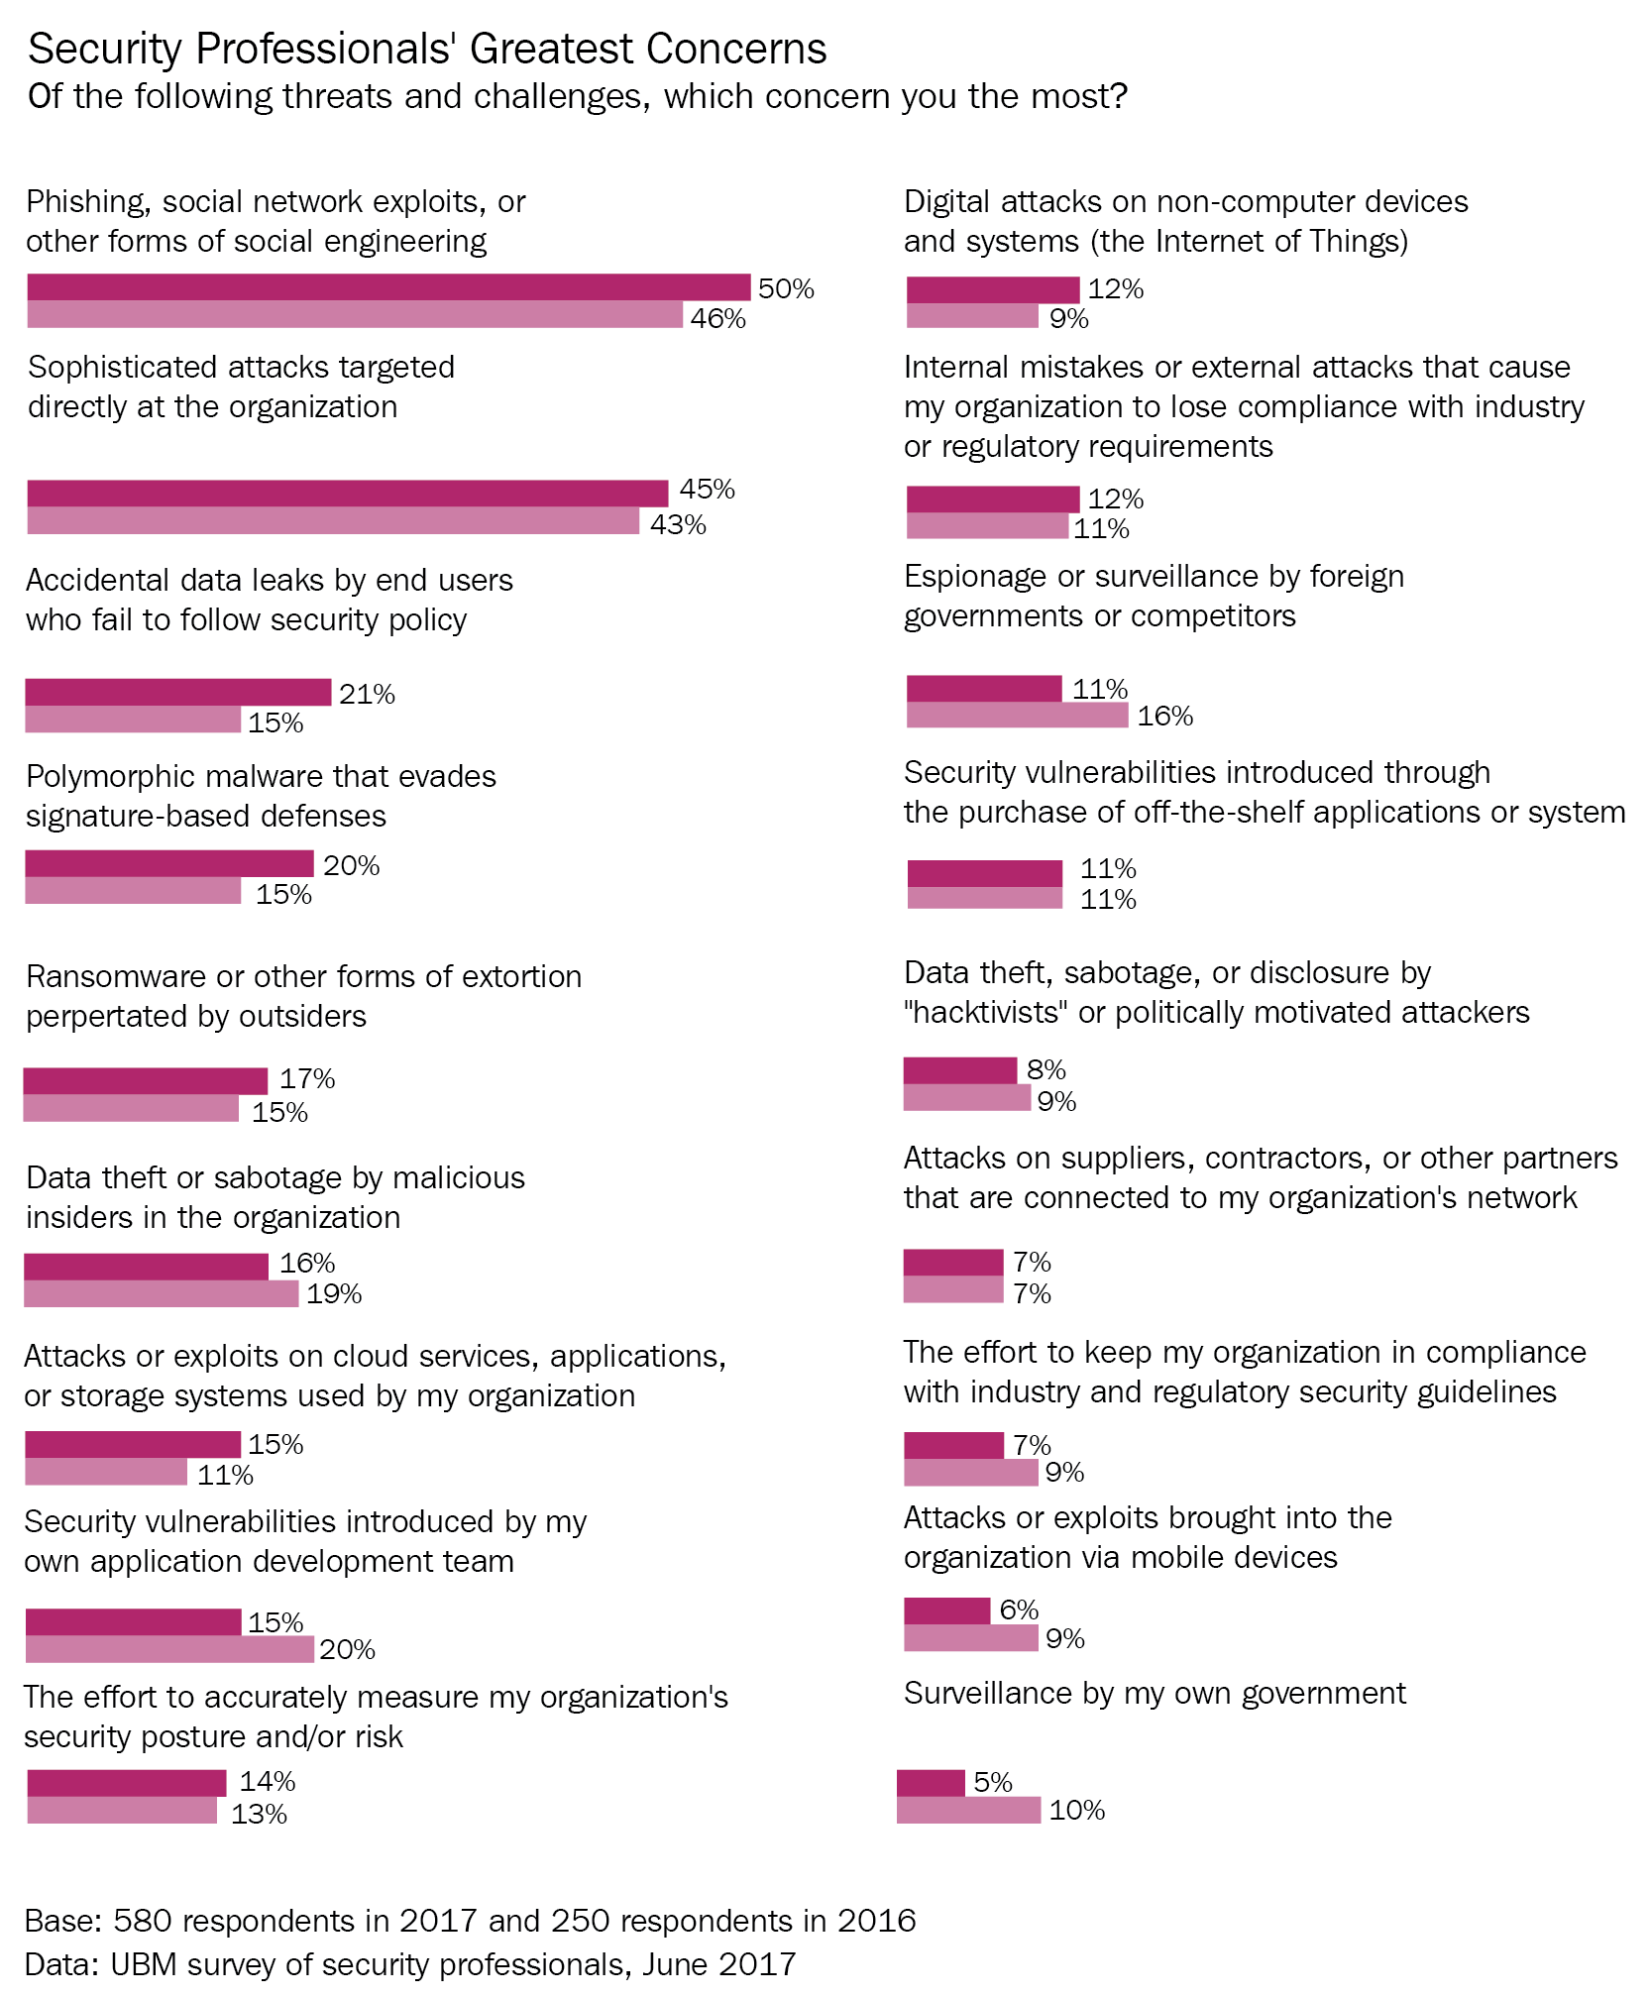 Security Professionals' Greatest Concerns
Of the following threats and challenges, which concern you the most?
Phishing, social network exploits, or
other forms of social engineering
50%
46%
Sophisticated attacks targeted
directly at the organization
45%
43%
Accidental data leaks by end users
who fail to follow security policy
21%
15%
Polymorphic malware that evades
signature-based defenses
20%
15%
Ransomware or other forms of extortion
perpertated by outsiders
17%
15%
Data theft or sabotage by malicious
insiders in the organization
16%
19%
Attacks or exploits on cloud services, applications,
or storage systems used by my organization
15%
11%
Security vulnerabilities introduced by my
own application development team
15%
20%
The effort to accurately measure my organization's
security posture and/or risk
14%
13%
Digital attacks on non-computer devices
and systems (the Internet of Things)
12%
9%
Internal mistakes or external attacks that cause
my organization to lose compliance with industry
or regulatory requirements
12%
11%
Espionage or surveillance by foreign
governments or competitors
11%
16%
Security vulnerabilities introduced through
the purchase of off-the-shelf applications or system
11%
11%
Data theft, sabotage, or disclosure by
"hacktivists" or politically motivated attackers
8%
9%
Attacks on suppliers, contractors, or other partners
that are connected to my organization's network
7%
7%
The effort to keep my organization in compliance
with industry and regulatory security guidelines
7%
9%
Attacks or exploits brought into the
organization via mobile devices
6%
9%
Surveillance by my own government
5%
10%
Base: 580 respondents in 2017 and 250 respondents in 2016
Data: UBM survey of security professionals, June 2017